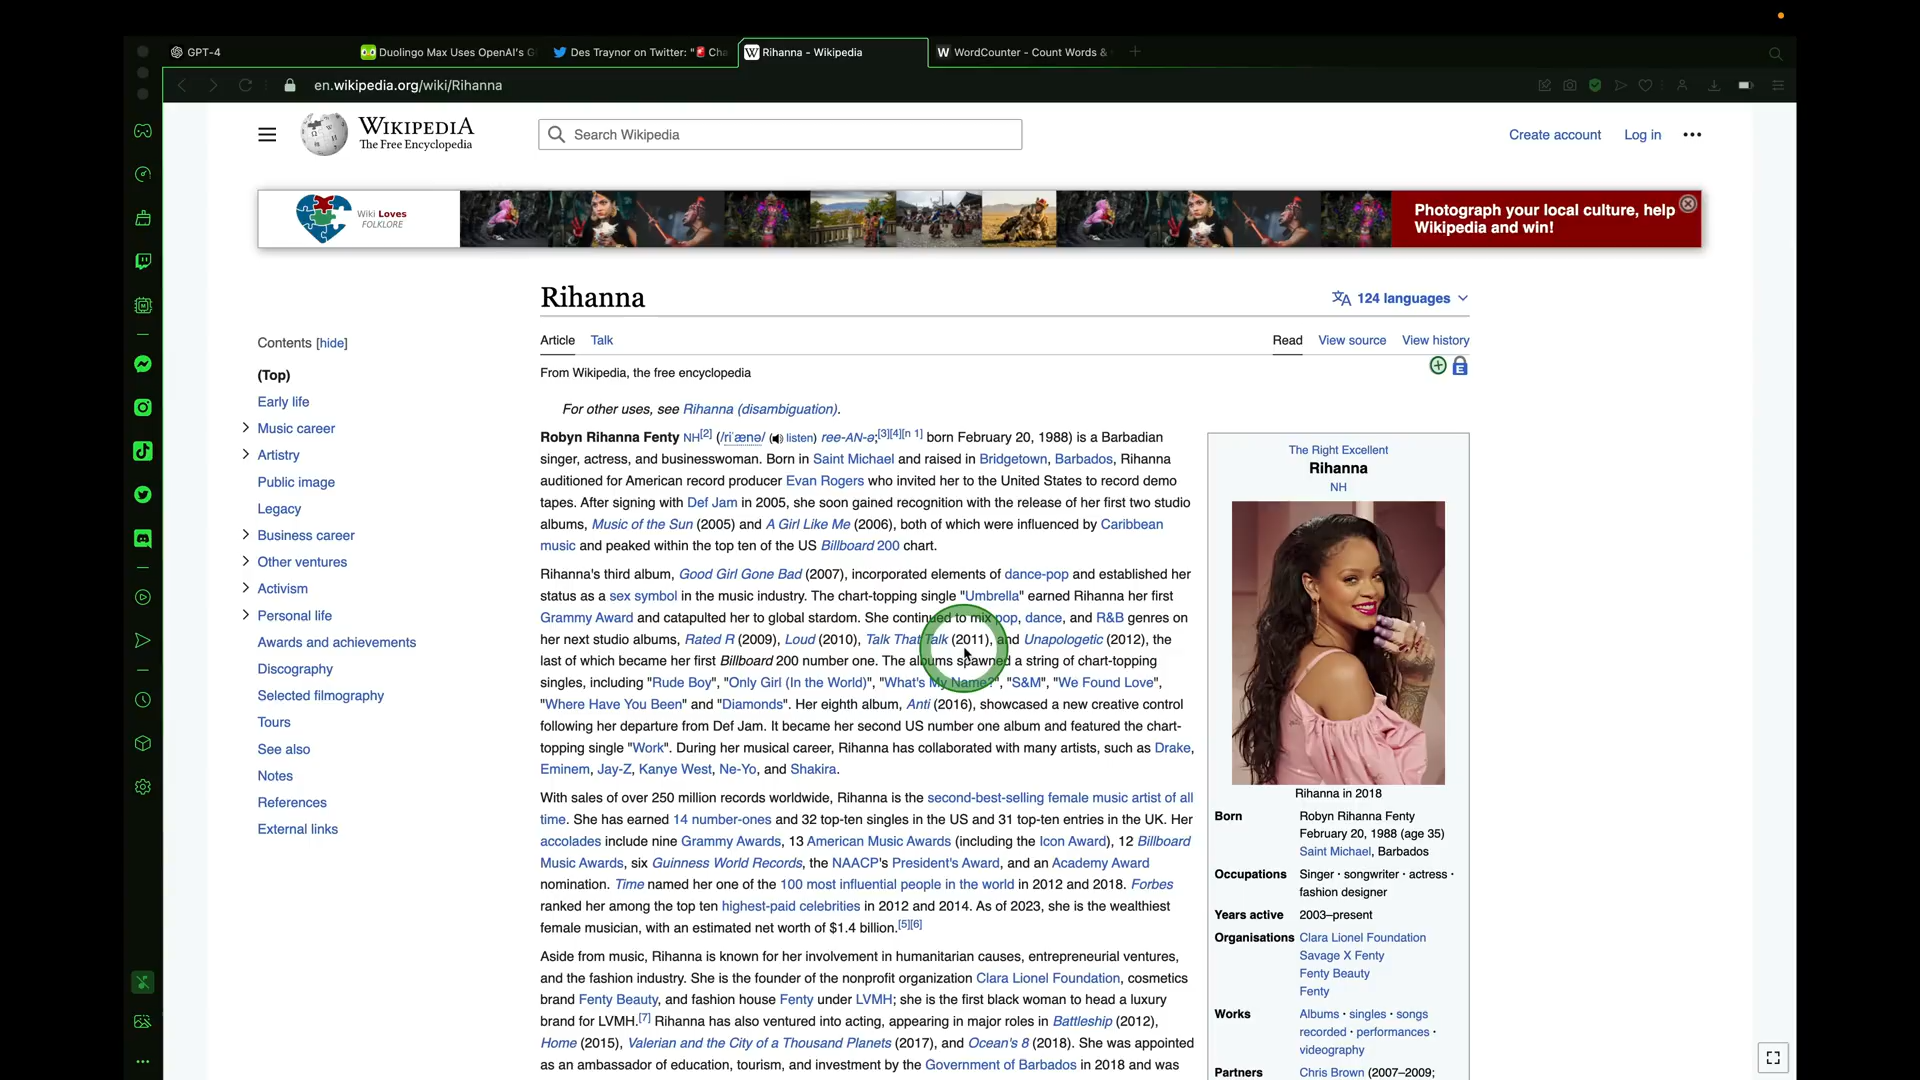 GPT-4
Duolingo Max Uses OpenAI's G
Des Traynor on Twitter: "🚨 Cha
Rihanna - Wikipedia
WordCounter - Count Words &
en.wikipedia.org/wiki/Rihanna
WIKIPEDIA
The Free Encyclopedia
Search Wikipedia
Create account
Log in
Wiki Loves
FOLKLORE
Photograph your local culture, help
Wikipedia and win!
Rihanna
124 languages
Article
Talk
Read
View source
View history
From Wikipedia, the free encyclopedia
Contents [hide]
(Top)
Early life
Music career
Artistry
Public image
Legacy
Business career
Other ventures
Activism
Personal life
Awards and achievements
Discography
Selected filmography
Tours
See also
Notes
References
External links
For other uses, see Rihanna (disambiguation).
Robyn Rihanna Fenty NH[2] (/riˈænə/ (listen) ree-AN-ə;[3][4][n 1] born February 20, 1988) is a Barbadian
singer, actress, and businesswoman. Born in Saint Michael and raised in Bridgetown, Barbados, Rihanna
auditioned for American record producer Evan Rogers who invited her to the United States to record demo
tapes. After signing with Def Jam in 2005, she soon gained recognition with the release of her first two studio
albums, Music of the Sun (2005) and A Girl Like Me (2006), both of which were influenced by Caribbean
music and peaked within the top ten of the US Billboard 200 chart.
Rihanna's third album, Good Girl Gone Bad (2007), incorporated elements of dance-pop and established her
status as a sex symbol in the music industry. The chart-topping single "Umbrella" earned Rihanna her first
Grammy Award and catapulted her to global stardom. She continued to mix pop, dance, and R&B genres on
her next studio albums, Rated R (2009), Loud (2010), Talk That Talk (2011), and Unapologetic (2012), the
last of which became her first Billboard 200 number one. The albums spawned a string of chart-topping
singles, including "Rude Boy", "Only Girl (In the World)", "What's My Name?", "S&M", "We Found Love",
"Where Have You Been" and "Diamonds". Her eighth album, Anti (2016), showcased a new creative control
following her departure from Def Jam. It became her second US number one album and featured the chart-
topping single "Work". During her musical career, Rihanna has collaborated with many artists, such as Drake,
Eminem, Jay-Z, Kanye West, Ne-Yo, and Shakira.
With sales of over 250 million records worldwide, Rihanna is the second-best-selling female music artist of all
time. She has earned 14 number-ones and 32 top-ten singles in the US and 31 top-ten entries in the UK. Her
accolades include nine Grammy Awards, 13 American Music Awards (including the Icon Award), 12 Billboard
Music Awards, six Guinness World Records, the NAACP's President's Award, and an Academy Award
nomination. Time named her one of the 100 most influential people in the world in 2012 and 2018. Forbes
ranked her among the top ten highest-paid celebrities in 2012 and 2014. As of 2023, she is the wealthiest
female musician, with an estimated net worth of $1.4 billion.[5][6]
Aside from music, Rihanna is known for her involvement in humanitarian causes, entrepreneurial ventures,
and the fashion industry. She is the founder of the nonprofit organization Clara Lionel Foundation, cosmetics
brand Fenty Beauty, and fashion house Fenty under LVMH; she is the first black woman to head a luxury
brand for LVMH.[7] Rihanna has also ventured into acting, appearing in major roles in Battleship (2012),
Home (2015), Valerian and the City of a Thousand Planets (2017), and Ocean's 8 (2018). She was appointed
as an ambassador of education, tourism, and investment by the Government of Barbados in 2018 and was
The Right Excellent
Rihanna
NH
Rihanna in 2018
Born Robyn Rihanna Fenty
February 20, 1988 (age 35)
Saint Michael, Barbados
Occupations Singer · songwriter · actress ·
fashion designer
Years active 2003–present
Organisations Clara Lionel Foundation
Savage X Fenty
Fenty Beauty
Fenty
Works Albums · singles · songs
recorded · performances ·
videography
Partners Chris Brown (2007–2009;